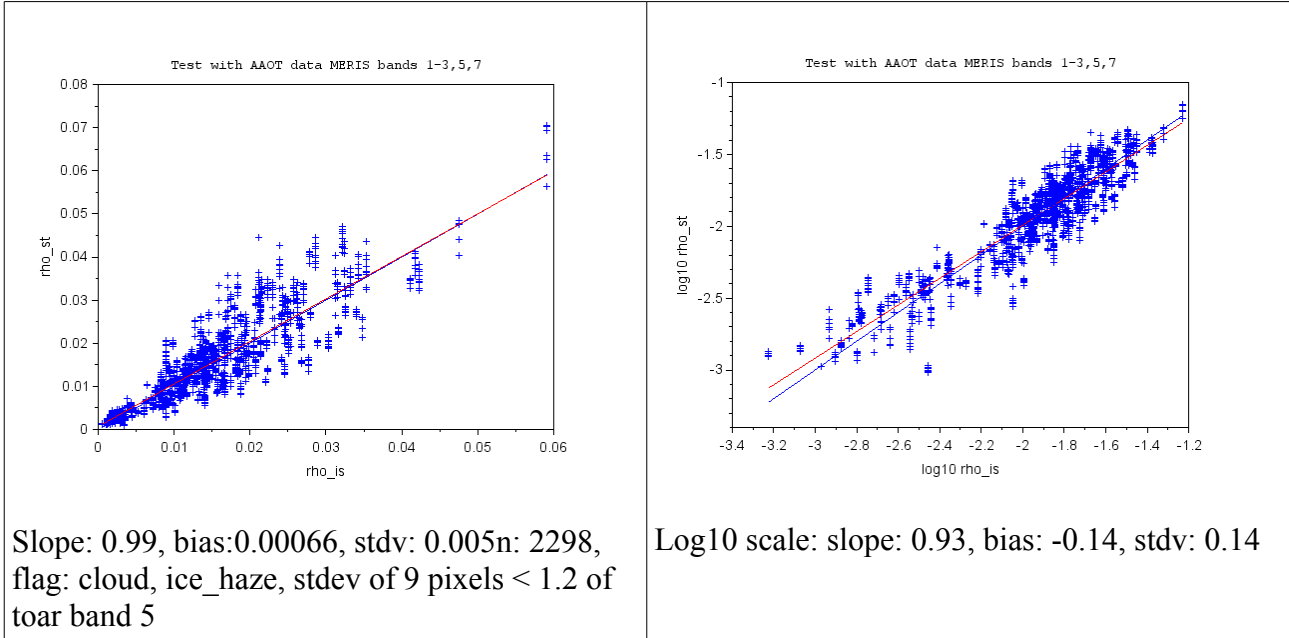 Test with AAOT data MERIS bands 1-3,5,7
0.08
0.07
0.06
0.05
0.04
0.03
0.02
0.01
0
rho_st
0 0.01 0.02 0.03 0.04 0.05 0.06
rho_is
Slope: 0.99, bias:0.00066, stdv: 0.005n: 2298,
flag: cloud, ice_haze, stdev of 9 pixels < 1.2 of
toar band 5
Test with AAOT data MERIS bands 1-3,5,7
-1
-1.5
-2
-2.5
-3
log10 rho_st
-3.4 -3.2 -3 -2.8 -2.6 -2.4 -2.2 -2 -1.8 -1.6 -1.4 -1.2
log10 rho_is
Log10 scale: slope: 0.93, bias: -0.14, stdv: 0.14